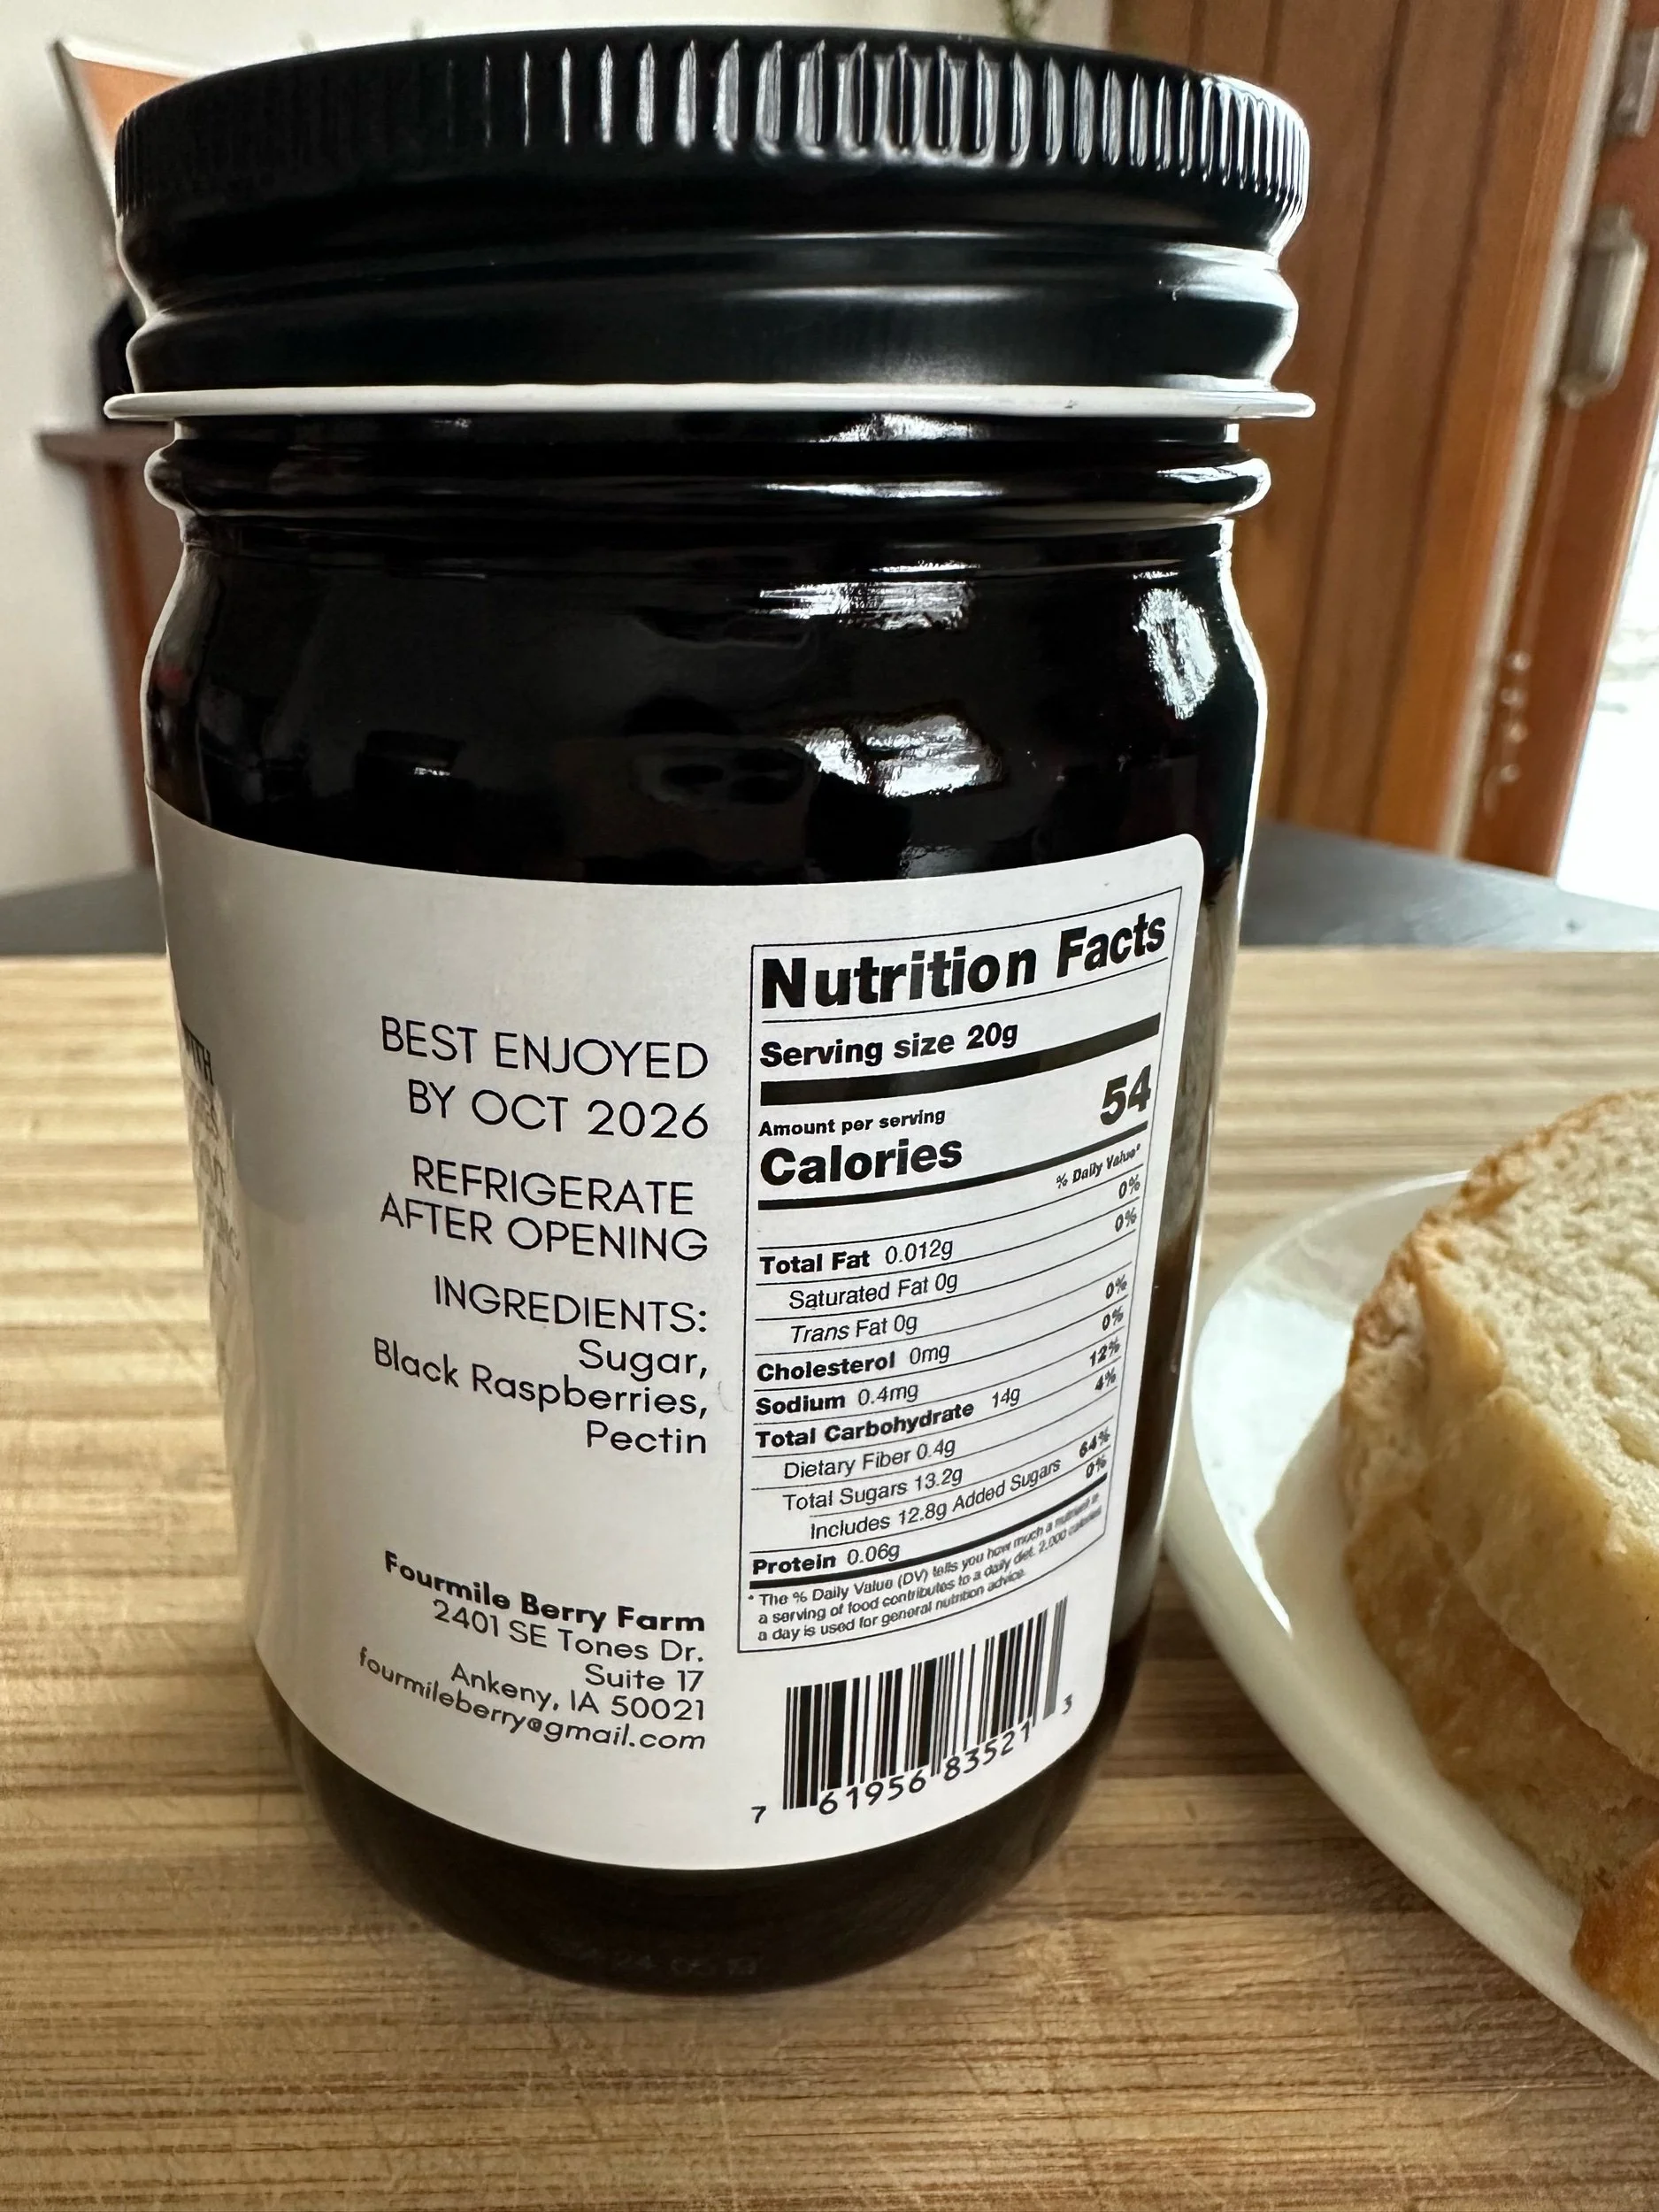 BEST ENJOYED
BY OCT 2026
REFRIGERATE
AFTER OPENING
INGREDIENTS:
Sugar,
Black Raspberries,
Pectin
Fourmile Berry Farm
2401 SE Tones Dr.
Suite 17
Ankeny, IA 50021
fourmileberry@gmail.com
Nutrition Facts
Serving size 20g
Amount per serving
Calories 54
% Daily Value*
Total Fat 0.012g 0%
Saturated Fat 0g 0%
Trans Fat 0g
Cholesterol 0mg 0%
Sodium 0.4mg 0%
Total Carbohydrate 14g 12%
Dietary Fiber 0.4g 4%
Total Sugars 13.2g
Includes 12.8g Added Sugars 64%
Protein 0.06g 0%
* The % Daily Value (DV) tells you how much a nutrient in
a serving of food contributes to a daily diet. 2,000 calories
a day is used for general nutrition advice.
7 61956 83521 3